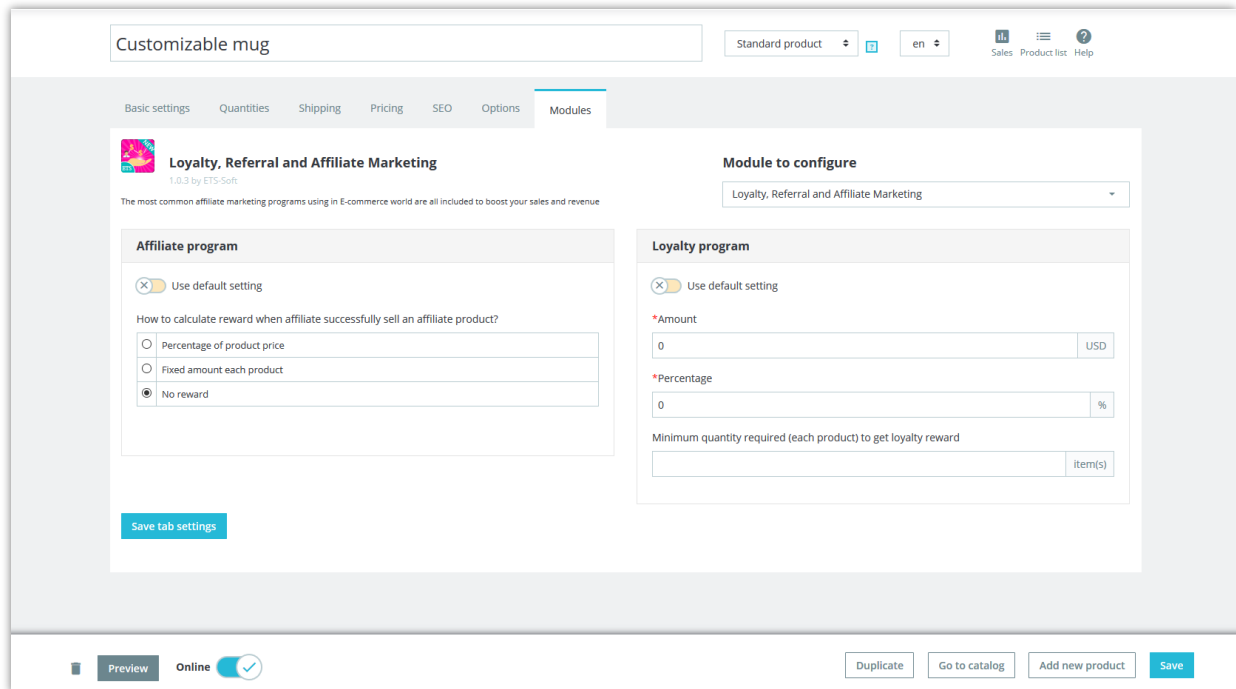 Customizable mug
Standard product
?
en
Sales Product list Help
Basic settings Quantities Shipping Pricing SEO Options Modules
NEW
ETS
Loyalty, Referral and Affiliate Marketing
1.0.3 by ETS-Soft
The most common affiliate marketing programs using in E-commerce world are all included to boost your sales and revenue
Module to configure
Loyalty, Referral and Affiliate Marketing
Affiliate program
Use default setting
How to calculate reward when affiliate successfully sell an affiliate product?
Percentage of product price
Fixed amount each product
No reward
Loyalty program
Use default setting
*Amount
0 USD
*Percentage
0 %
Minimum quantity required (each product) to get loyalty reward
item(s)
Save tab settings
Preview Online Duplicate Go to catalog Add new product Save